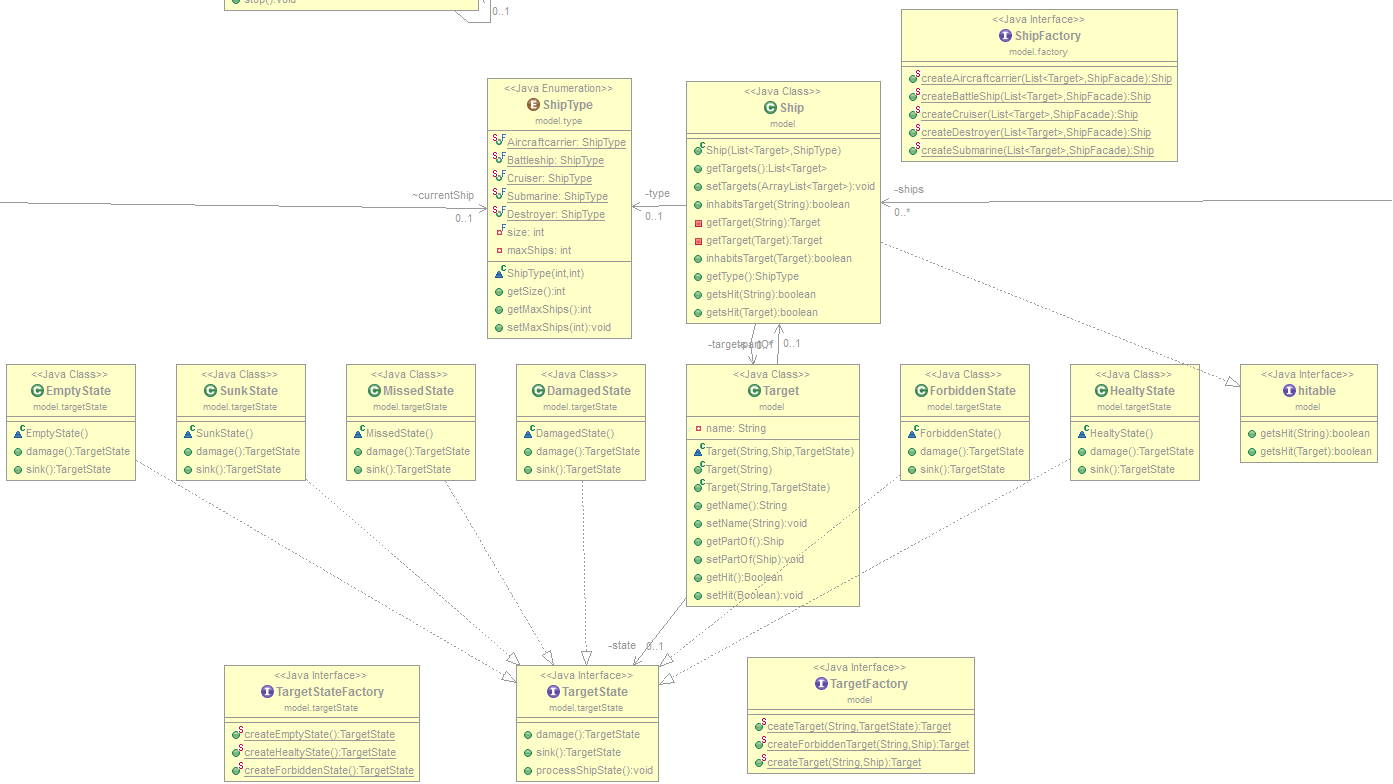 stop():void
0..1
<<Java Interface>>
ShipFactory
model.factory
createAircraftcarrier(List<Target>,ShipFacade):Ship
createBattleShip(List<Target>,ShipFacade):Ship
createCruiser(List<Target>,ShipFacade):Ship
createDestroyer(List<Target>,ShipFacade):Ship
createSubmarine(List<Target>,ShipFacade):Ship
<<Java Enumeration>>
ShipType
model.type
Aircraftcarrier: ShipType
Battleship: ShipType
Cruiser: ShipType
Submarine: ShipType
Destroyer: ShipType
size: int
maxShips: int
ShipType(int,int)
getSize():int
getMaxShips():int
setMaxShips(int):void
~currentShip
0..1
<<Java Class>>
Ship
model
Ship(List<Target>,ShipType)
getTargets():List<Target>
setTargets(ArrayList<Target>):void
inhabitsTarget(String):boolean
getTarget(String):Target
getTarget(Target):Target
inhabitsTarget(Target):boolean
getType():ShipType
getsHit(String):boolean
getsHit(Target):boolean
-type
0..1
-ships
0..*
-targets
-partOf
0..*
0..1
<<Java Class>>
EmptyState
model.targetState
EmptyState()
damage():TargetState
sink():TargetState
<<Java Class>>
SunkState
model.targetState
SunkState()
damage():TargetState
sink():TargetState
<<Java Class>>
MissedState
model.targetState
MissedState()
damage():TargetState
sink():TargetState
<<Java Class>>
DamagedState
model.targetState
DamagedState()
damage():TargetState
sink():TargetState
<<Java Class>>
Target
model
name: String
Target(String,Ship,TargetState)
Target(String)
Target(String,TargetState)
getName():String
setName(String):void
getPartOf():Ship
setPartOf(Ship):void
getHit():Boolean
setHit(Boolean):void
<<Java Class>>
ForbiddenState
model.targetState
ForbiddenState()
damage():TargetState
sink():TargetState
<<Java Class>>
HealtyState
model.targetState
HealtyState()
damage():TargetState
sink():TargetState
<<Java Interface>>
hitable
model
getsHit(String):boolean
getsHit(Target):boolean
-state
0..1
<<Java Interface>>
TargetStateFactory
model.targetState
createEmptyState():TargetState
createHealtyState():TargetState
createForbiddenState():TargetState
<<Java Interface>>
TargetState
model.targetState
damage():TargetState
sink():TargetState
processShipState():void
<<Java Interface>>
TargetFactory
model
ceateTarget(String,TargetState):Target
createForbiddenTarget(String,Ship):Target
createTarget(String,Ship):Target